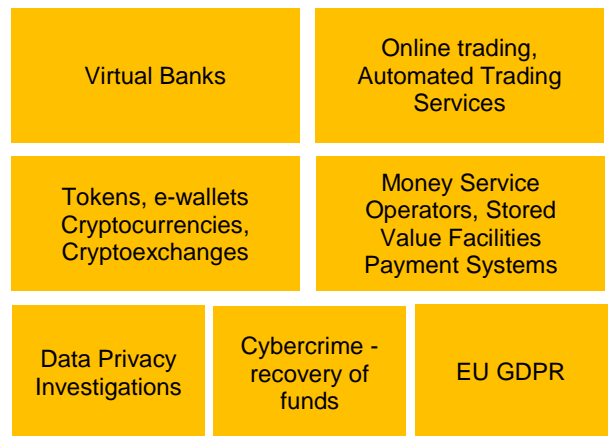 Virtual Banks
Online trading,
Automated Trading
Services
Tokens, e-wallets
Cryptocurrencies,
Cryptoexchanges
Money Service
Operators, Stored
Value Facilities
Payment Systems
Data Privacy
Investigations
Cybercrime -
recovery of
funds
EU GDPR